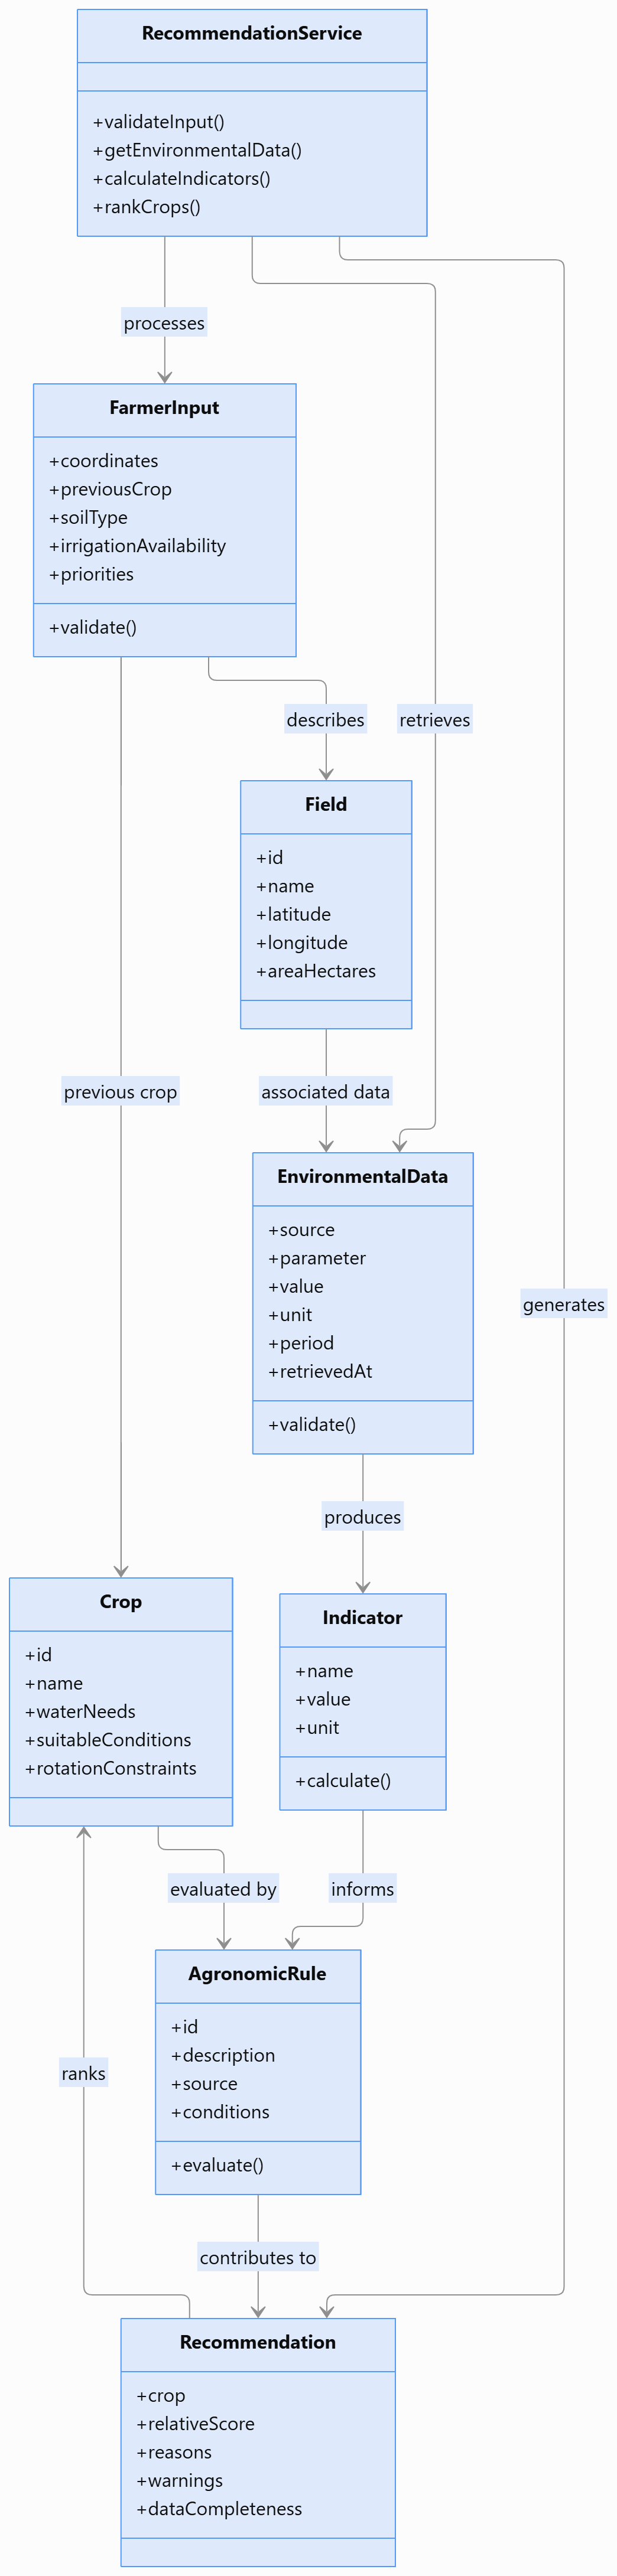 RecommendationService
+validateInput()
+getEnvironmentalData()
+calculateIndicators()
+rankCrops()
processes
FarmerInput
+coordinates
+previousCrop
+soilType
+irrigationAvailability
+priorities
+validate()
describes
retrieves
Field
+id
+name
+latitude
+longitude
+areaHectares
previous crop
associated data
EnvironmentalData
+source
+parameter
+value
+unit
+period
+retrievedAt
+validate()
generates
produces
Crop
+id
+name
+waterNeeds
+suitableConditions
+rotationConstraints
Indicator
+name
+value
+unit
+calculate()
evaluated by
informs
AgronomicRule
+id
+description
+source
+conditions
+evaluate()
ranks
contributes to
Recommendation
+crop
+relativeScore
+reasons
+warnings
+dataCompleteness